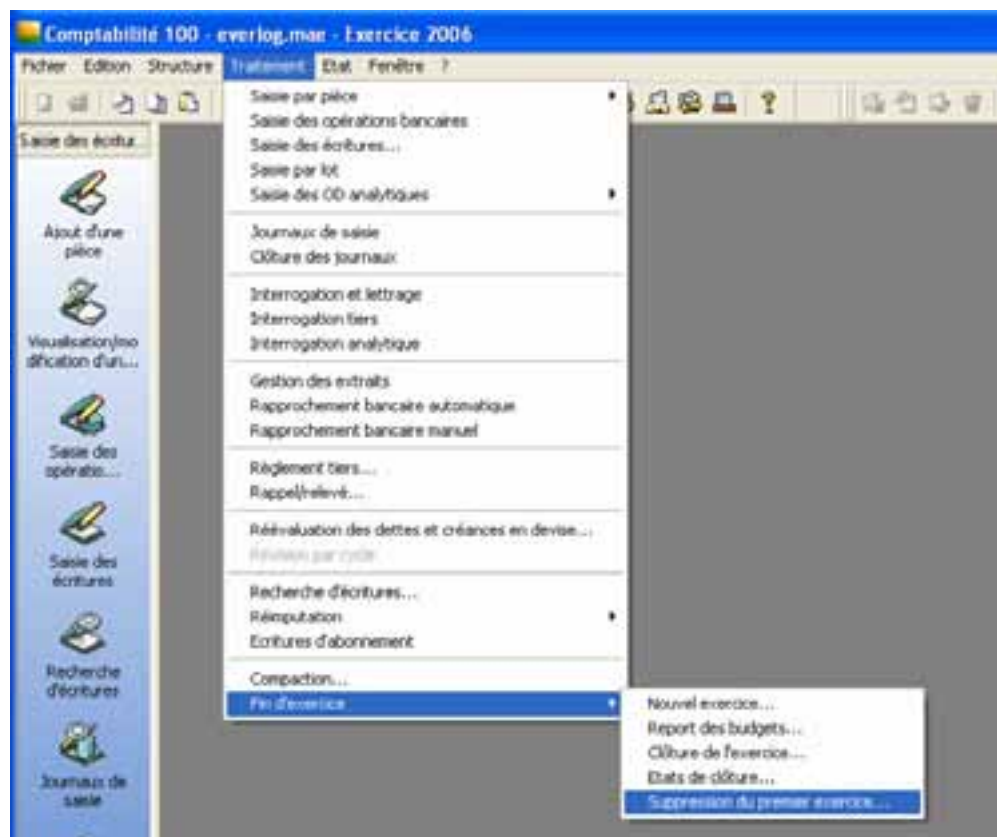 Comptabilité 100 - everlog.mae - Exercice 2006
Fichier Edition Structure Traitement Etat Fenêtre ?
Saisie des écritur...
Ajout d'une
pièce
Visualisation/mo
dification d'un...
Saisie des
opératio...
Saisie des
écritures
Recherche
d'écritures
Journaux de
saisie
Saisie par pièce
Saisie des opérations bancaires
Saisie des écritures...
Saisie par lot
Saisie des OD analytiques
Journaux de saisie
Clôture des journaux
Interrogation et lettrage
Interrogation tiers
Interrogation analytique
Gestion des extraits
Rapprochement bancaire automatique
Rapprochement bancaire manuel
Règlement tiers...
Rappel/relevé...
Réévaluation des dettes et créances en devise...
Révision par cycle
Recherche d'écritures...
Réimputation
Ecritures d'abonnement
Compaction...
Fin d'exercice
Nouvel exercice...
Report des budgets...
Clôture de l'exercice...
Etats de clôture...
Suppression du premier exercice...